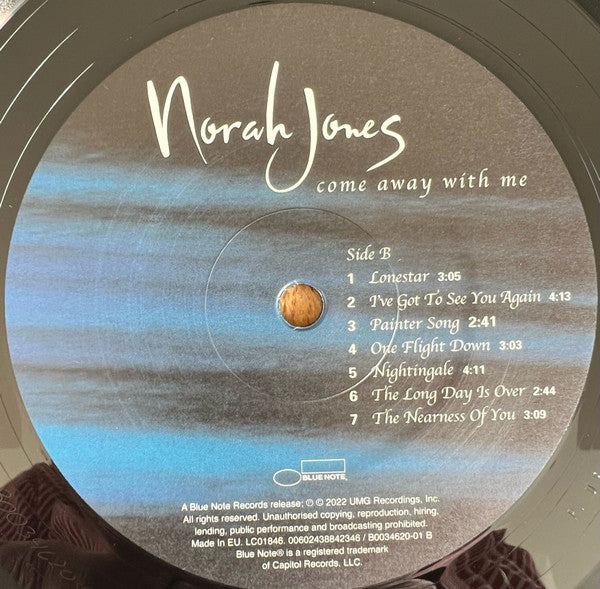 Norah Jones
come away with me
Side B
1 Lonestar 3:05
2 I've Got To See You Again 4:13
3 Painter Song 2:41
4 One Flight Down 3:03
5 Nightingale 4:11
6 The Long Day Is Over 2:44
7 The Nearness Of You 3:09
BLUE NOTE
A Blue Note Records release; ℗ © 2022 UMG Recordings, Inc.
All rights reserved. Unauthorised copying, reproduction, hiring,
lending, public performance and broadcasting prohibited.
Made in EU. LC01846. 00602438842346 / B0034620-01 B
Blue Note® is a registered trademark
of Capitol Records, LLC.